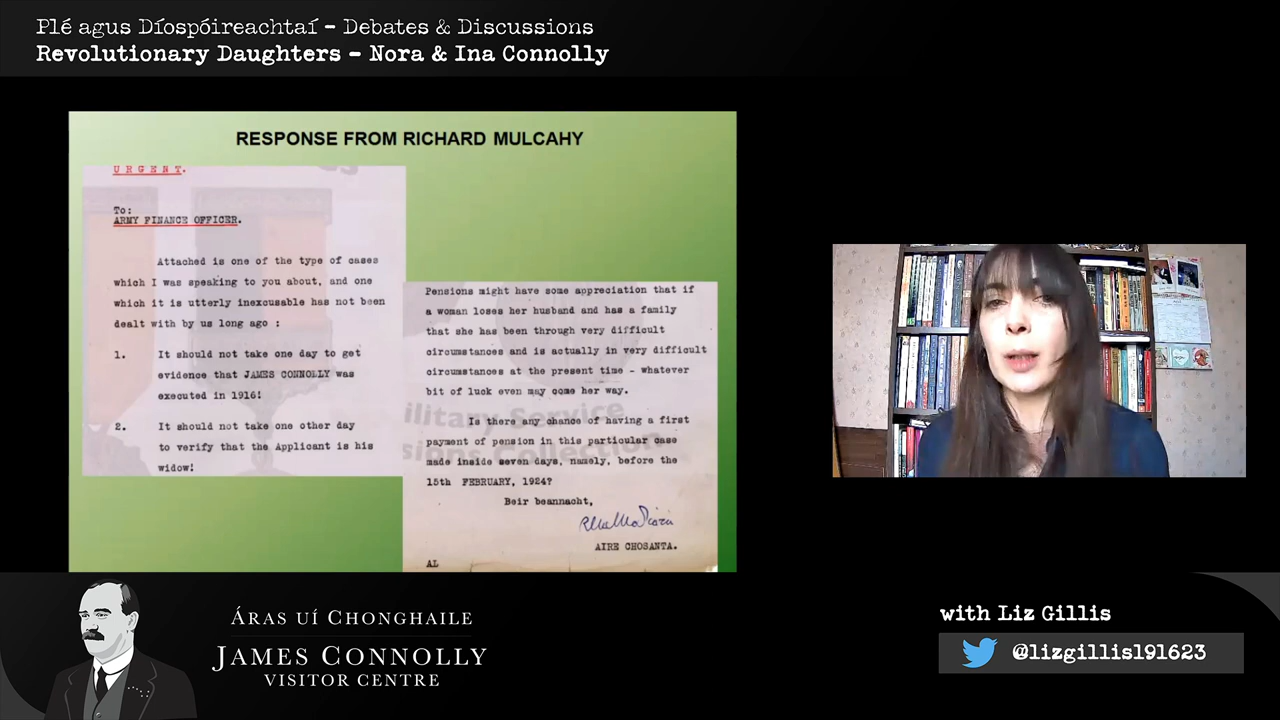 Plé agus Díospóireachtaí – Debates & Discussions
Revolutionary Daughters – Nora & Ina Connolly
RESPONSE FROM RICHARD MULCAHY
URGENT.
To:
ARMY FINANCE OFFICER.
Attached is one of the type of cases
which I was speaking to you about, and one
which it is utterly inexcusable has not been
dealt with by us long ago :
1. It should not take one day to get
evidence that JAMES CONNOLLY was
executed in 1916!
2. It should not take one other day
to verify that the Applicant is his
widow!
Pensions might have some appreciation that if
a woman loses her husband and has a family
that she has been through very difficult
circumstances and is actually in very difficult
circumstances at the present time - whatever
bit of luck even may come her way.
Is there any chance of having a first
payment of pension in this particular case
made inside seven days, namely, before the
15th FEBRUARY, 1924?
Beir beannacht,
AIRE CHOSANTA.
AL
ilitary Service
sions Collection
ÁRAS UÍ CHONGHAILE
JAMES CONNOLLY
VISITOR CENTRE
with Liz Gillis
@lizgillis191623